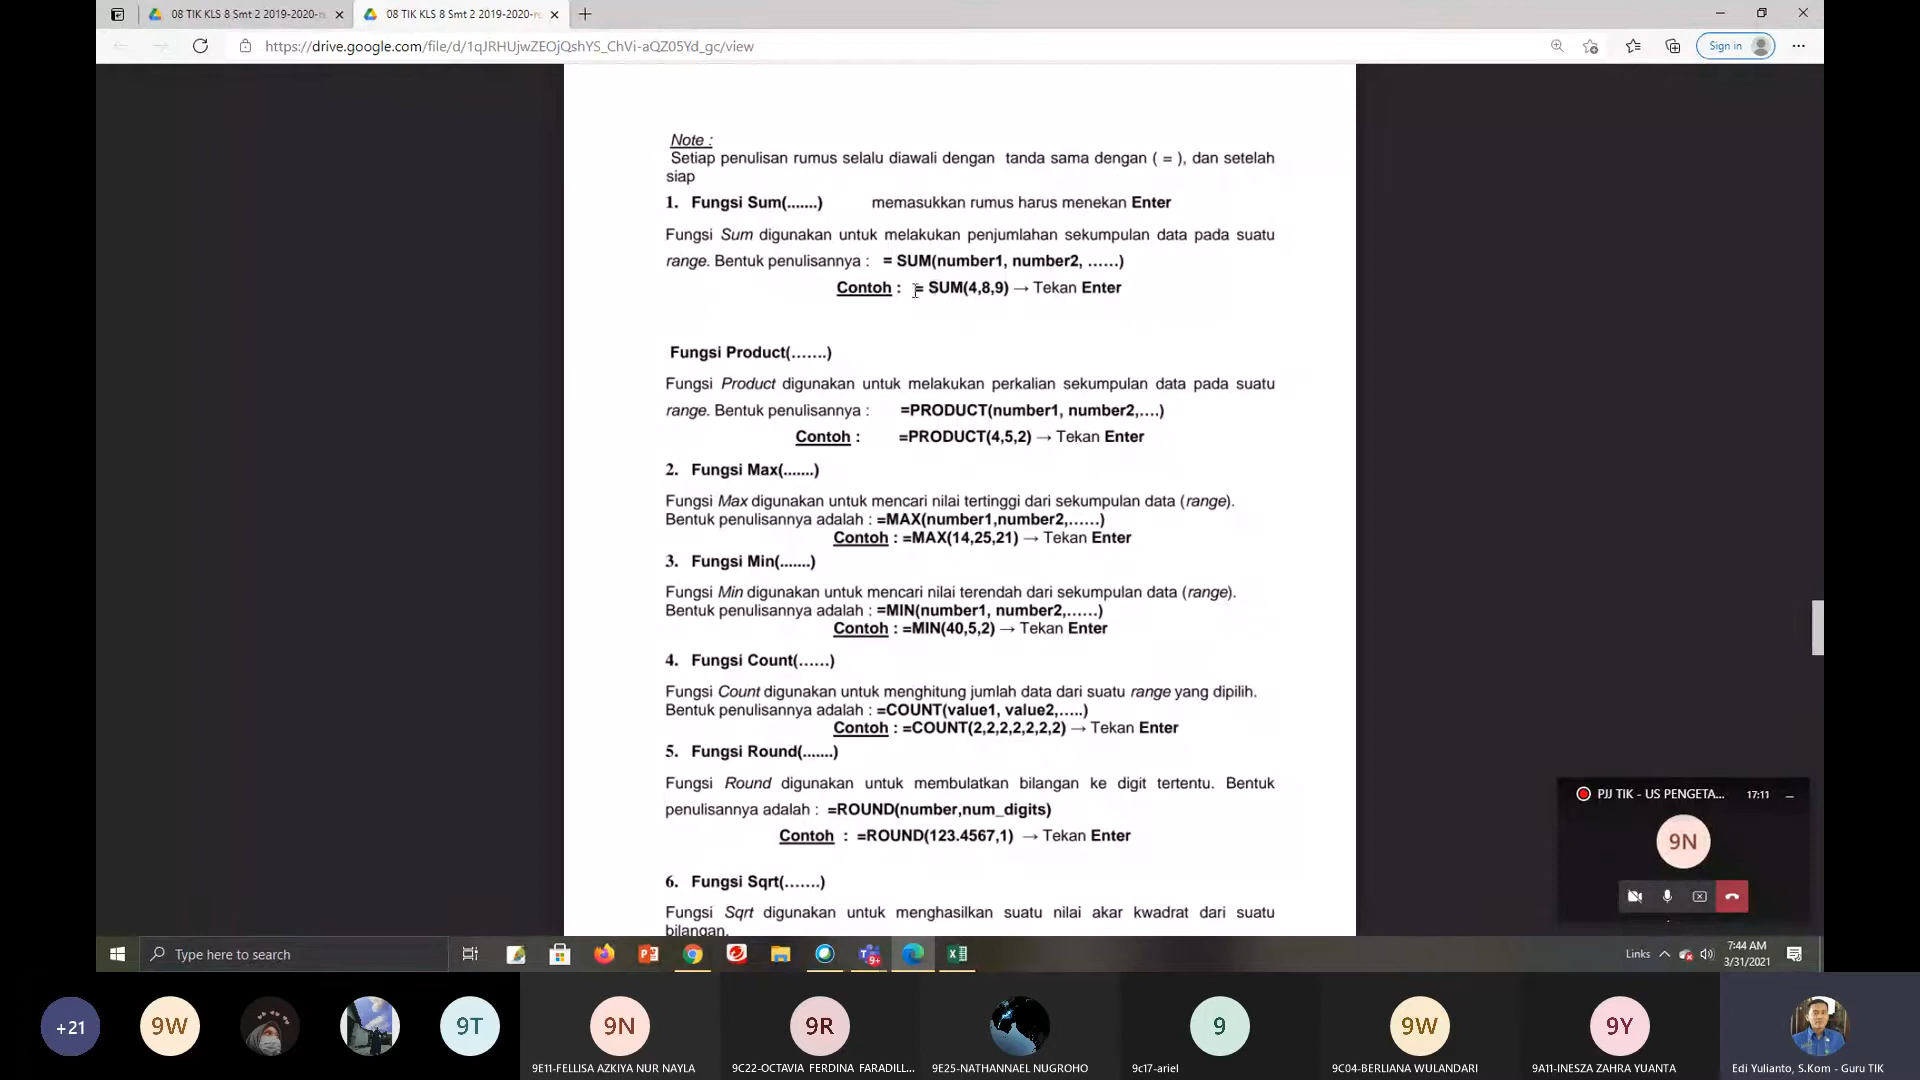 08 TIK KLS 8 Smt 2 2019-2020-
08 TIK KLS 8 Smt 2 2019-2020-
https://drive.google.com/file/d/1qJRHUjwZEOjQshYS_ChVi-aQZ05Yd_gc/view
Sign in
Note :
Setiap penulisan rumus selalu diawali dengan tanda sama dengan ( = ), dan setelah
siap
1. Fungsi Sum(.......) memasukkan rumus harus menekan Enter
Fungsi Sum digunakan untuk melakukan penjumlahan sekumpulan data pada suatu
range. Bentuk penulisannya : = SUM(number1, number2, ……)
Contoh : = SUM(4,8,9) → Tekan Enter
Fungsi Product(…….)
Fungsi Product digunakan untuk melakukan perkalian sekumpulan data pada suatu
range. Bentuk penulisannya : =PRODUCT(number1, number2,….)
Contoh : =PRODUCT(4,5,2) → Tekan Enter
2. Fungsi Max(.......)
Fungsi Max digunakan untuk mencari nilai tertinggi dari sekumpulan data (range).
Bentuk penulisannya adalah : =MAX(number1,number2,……)
Contoh : =MAX(14,25,21) → Tekan Enter
3. Fungsi Min(.......)
Fungsi Min digunakan untuk mencari nilai terendah dari sekumpulan data (range).
Bentuk penulisannya adalah : =MIN(number1, number2,……)
Contoh : =MIN(40,5,2) → Tekan Enter
4. Fungsi Count(……)
Fungsi Count digunakan untuk menghitung jumlah data dari suatu range yang dipilih.
Bentuk penulisannya adalah : =COUNT(value1, value2,…..)
Contoh : =COUNT(2,2,2,2,2,2,2) → Tekan Enter
5. Fungsi Round(.......)
Fungsi Round digunakan untuk membulatkan bilangan ke digit tertentu. Bentuk
penulisannya adalah : =ROUND(number,num_digits)
Contoh : =ROUND(123.4567,1) → Tekan Enter
6. Fungsi Sqrt(…….)
Fungsi Sqrt digunakan untuk menghasilkan suatu nilai akar kwadrat dari suatu
bilangan.
PJJ TIK - US PENGETA... 17:11
9N
Type here to search
9+
Links
7:44 AM
3/31/2021
+21
9W
9T
9N
9R
9
9W
9Y
9E11-FELLISA AZKIYA NUR NAYLA
9C22-OCTAVIA FERDINA FARADILL...
9E25-NATHANNAEL NUGROHO
9c17-ariel
9C04-BERLIANA WULANDARI
9A11-INESZA ZAHRA YUANTA
Edi Yulianto, S.Kom - Guru TIK